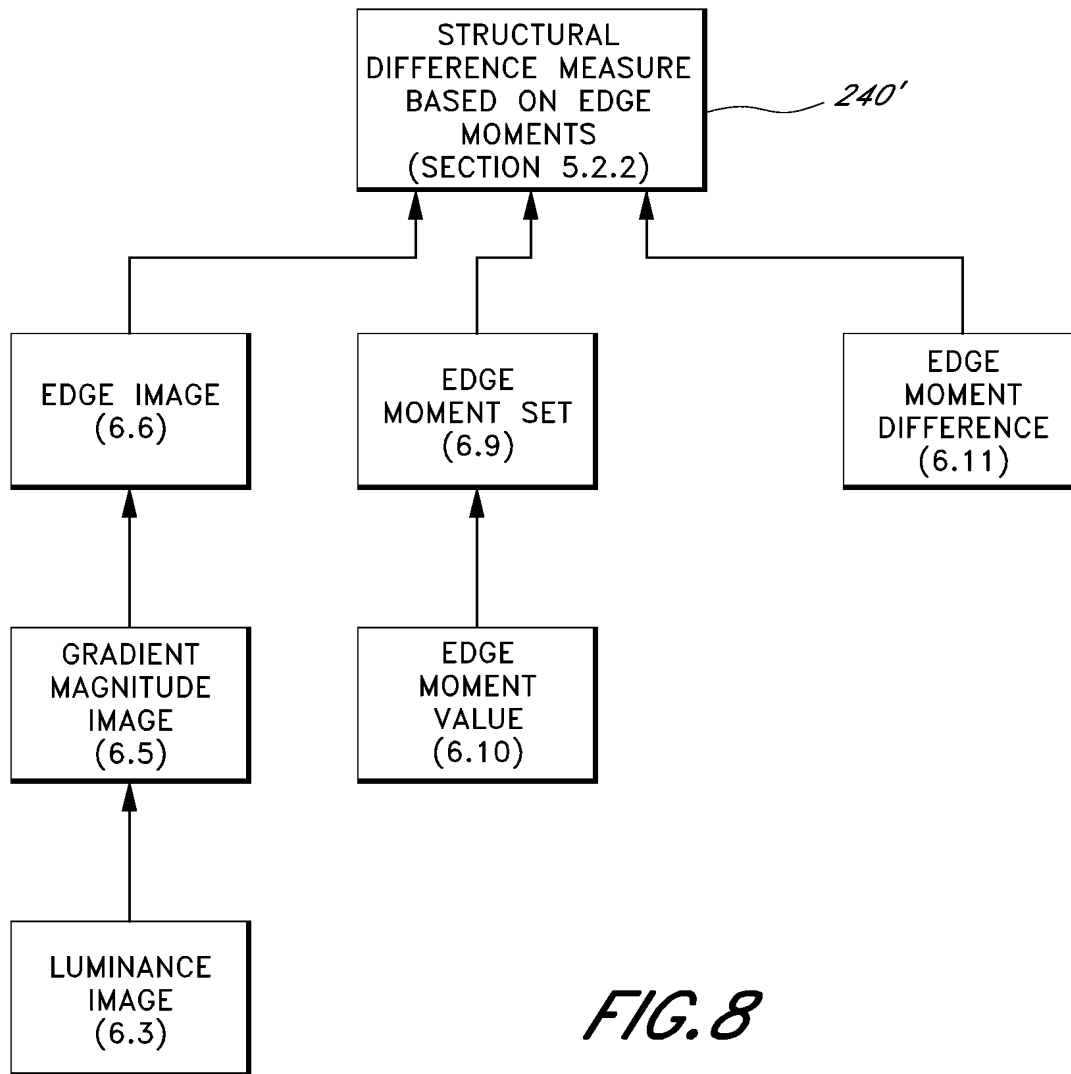 STRUCTURAL
DIFFERENCE MEASURE
BASED ON EDGE
MOMENTS
(SECTION 5.2.2)
240'
EDGE IMAGE
(6.6)
EDGE
MOMENT SET
(6.9)
EDGE
MOMENT
DIFFERENCE
(6.11)
GRADIENT
MAGNITUDE
IMAGE
(6.5)
EDGE
MOMENT
VALUE
(6.10)
LUMINANCE
IMAGE
(6.3)
FIG. 8